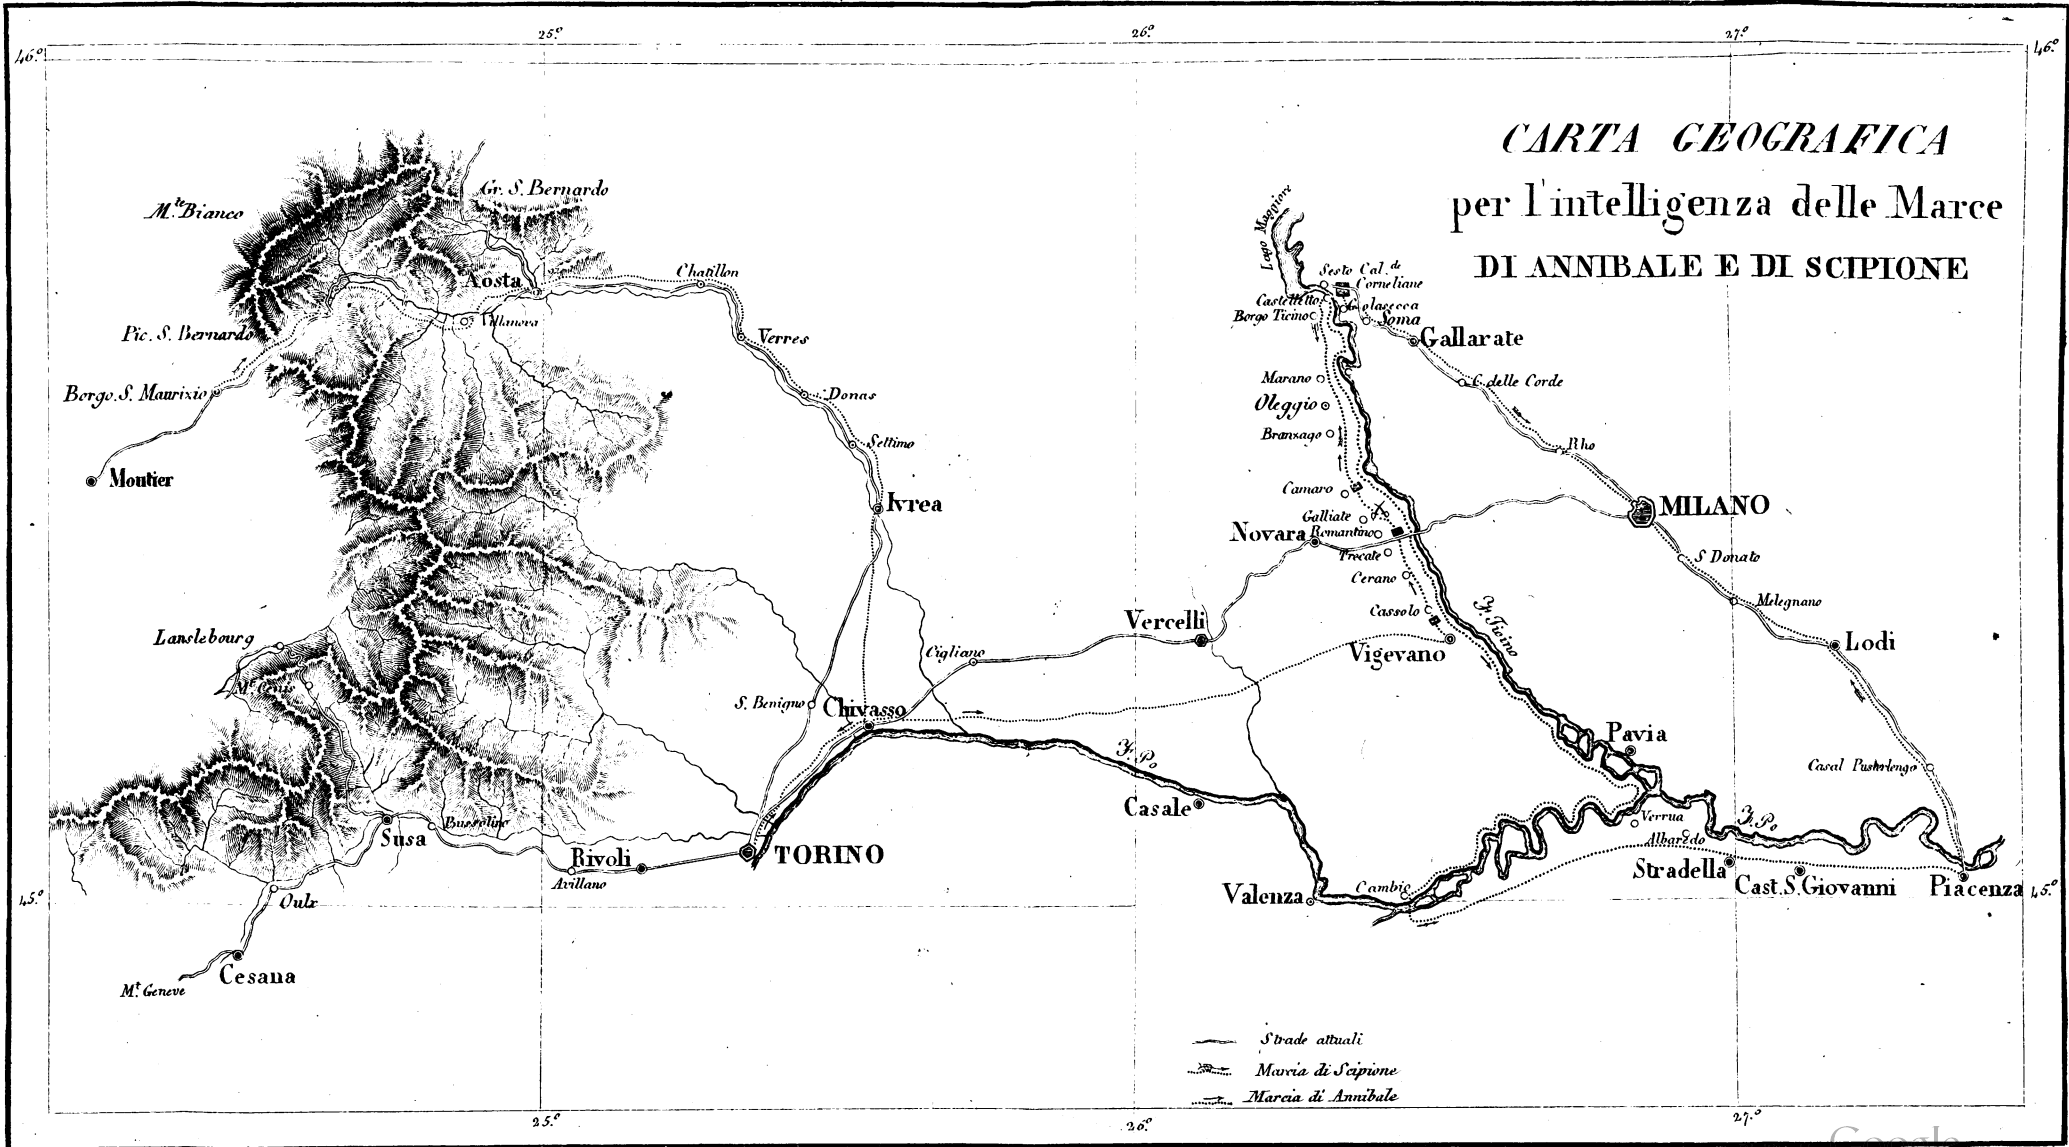 25.º
26.º
27.º
46.º
46.º
CARTA GEOGRAFICA
per l'intelligenza delle Marce
DI ANNIBALE E DI SCIPIONE
M.te Bianco
Gr. S. Bernardo
Aosta
Chatillon
Villanova
Pic. S. Bernardo
Verres
Borgo. S. Maurizio
Donas
Settimo
Moutier
Ivrea
Lago Maggiore
Sesto Cal.de
Corneliane
Castelletto
Golasecca
Borgo Ticino
Soma
Gallarate
Marano
C. delle Corde
Oleggio
Branzago
Rho
Camaro
MILANO
Galliate
Novara
Romantino
Trecate
S Donato
Cerano
Cassolo
Melegnano
F. Ticino
Lanslebourg
Vercelli
Vigevano
Lodi
Cigliano
M.t Cenis
S. Benigno
Chivasso
Pavia
F. Po
Casal Pusterlengo
Casale
Verrua
F. Po
Susa
Bussolino
Albaredo
TORINO
Rivoli
Avillano
Stradella
Cast. S. Giovanni
Piacenza
Valenza
Cambio
45.º
45.º
Oulx
Cesana
M.t Geneve
Strade attuali
Marcia di Scipione
Marcia di Annibale
25.º
26.º
27.º
Google